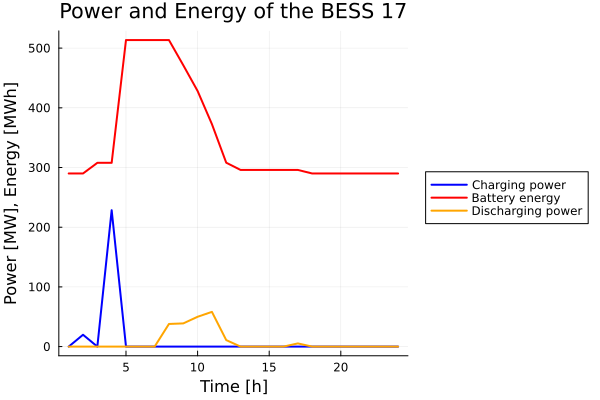 Power and Energy of the BESS 17
Power [MW], Energy [MWh]
500
400
300
200
100
0
5
10
15
20
Time [h]
Charging power
Battery energy
Discharging power